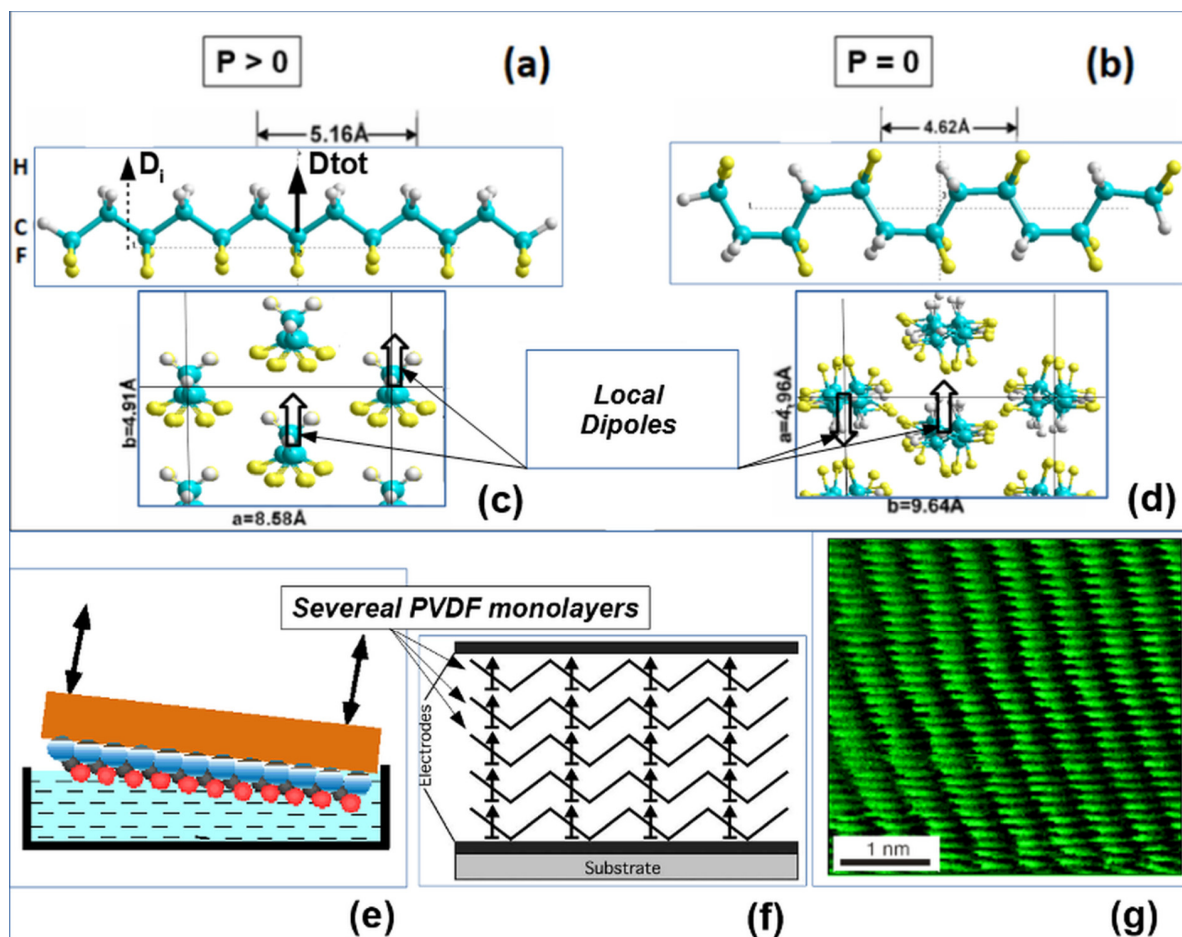 P > 0
(a)
P = 0
(b)
5.16Å
4.62Å
H
Di
Dtot
C
F
b=4.91Å
a=8.58Å
(c)
Local
Dipoles
a=4,96Å
b=9.64A
(d)
Severeal PVDF monolayers
Electrodes
Substrate
1 nm
(e)
(f)
(g)